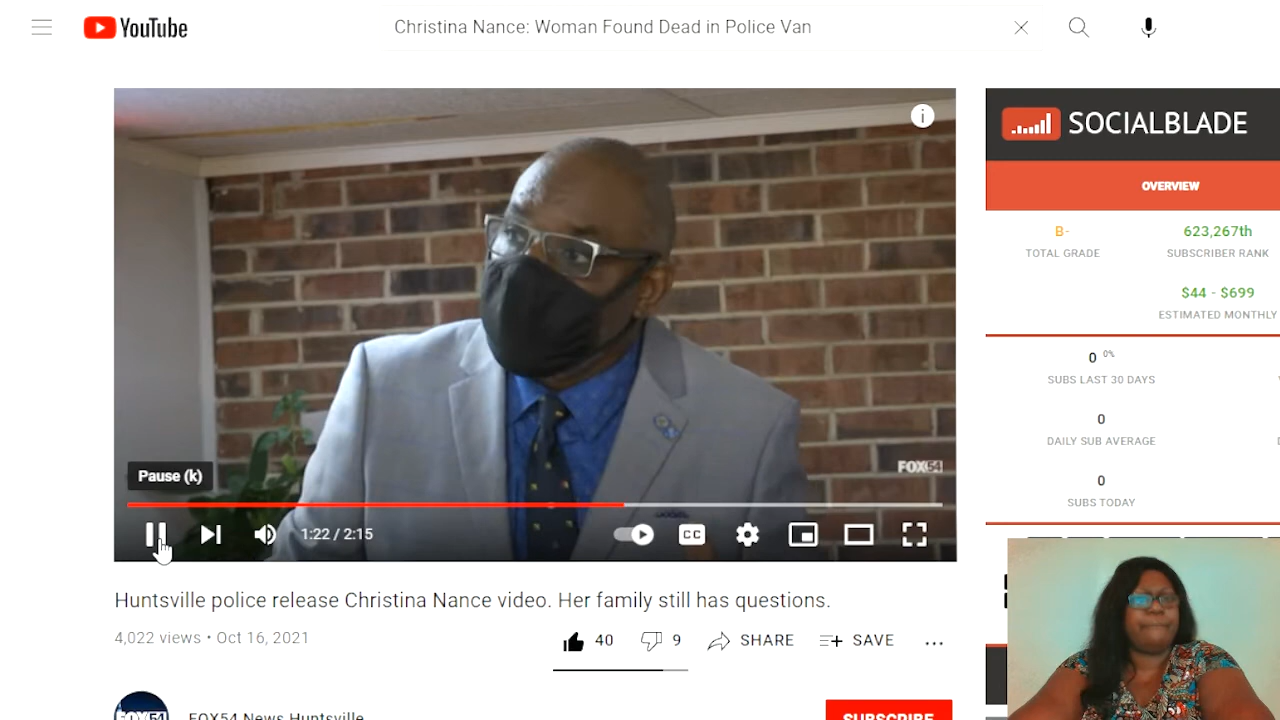 YouTube
Christina Nance: Woman Found Dead in Police Van
i
FOX54
Pause (k)
1:22 / 2:15
CC
Huntsville police release Christina Nance video. Her family still has questions.
4,022 views • Oct 16, 2021
40
9
SHARE
SAVE
FOX54
FOX54 News Huntsville
SUBSCRIBE
SOCIALBLADE
OVERVIEW
B-
TOTAL GRADE
623,267th
SUBSCRIBER RANK
$44 - $699
ESTIMATED MONTHLY
0 0%
SUBS LAST 30 DAYS
0
DAILY SUB AVERAGE
0
SUBS TODAY